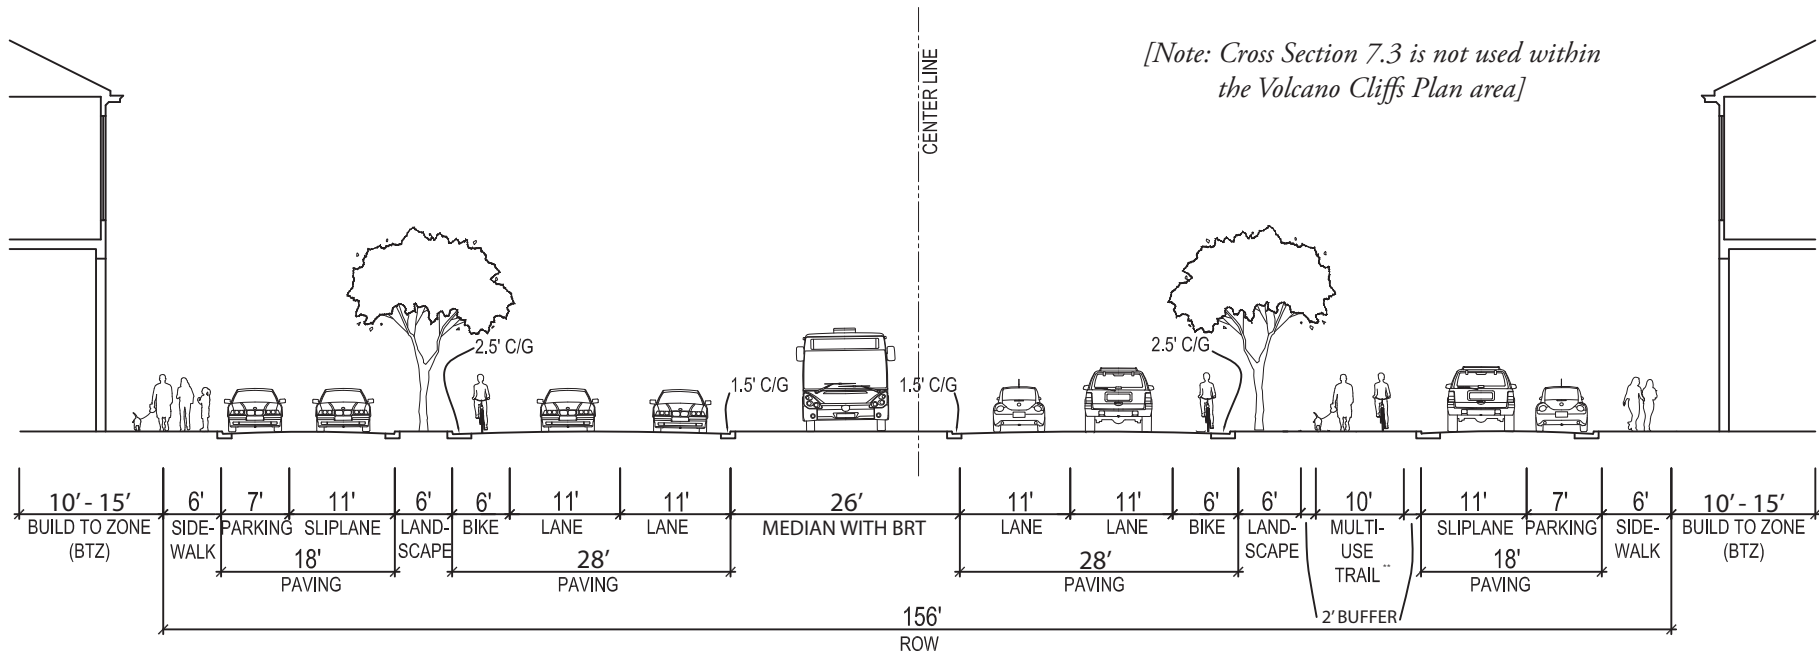 [Note: Cross Section 7.3 is not used within
the Volcano Cliffs Plan area]
CENTER LINE
2.5' C/G
1.5' C/G
1.5' C/G
2.5' C/G
10' - 15'
BUILD TO ZONE
(BTZ)
6'
SIDE-
WALK
7'
PARKING
11'
SLIPLANE
6'
LAND-
SCAPE
6'
BIKE
11'
LANE
11'
LANE
26'
MEDIAN WITH BRT
11'
LANE
11'
LANE
6'
BIKE
6'
LAND-
SCAPE
10'
MULTI-
USE
TRAIL **
11'
SLIPLANE
7'
PARKING
6'
SIDE-
WALK
10' - 15'
BUILD TO ZONE
(BTZ)
18'
PAVING
28'
PAVING
28'
PAVING
18'
PAVING
2' BUFFER
156'
ROW